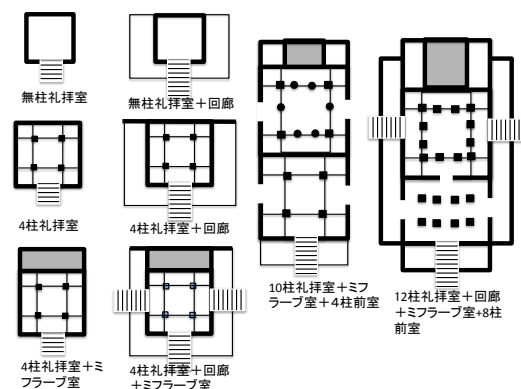 無柱礼拝室
無柱礼拝室+回廊
4柱礼拝室
4柱礼拝室+回廊
4柱礼拝室+ミ
フラーブ室
4柱礼拝室+回廊
+ミフラーブ室
10柱礼拝室+ミフ
ラーブ室+4柱前室
12柱礼拝室+回廊
+ミフラーブ室+8柱
前室